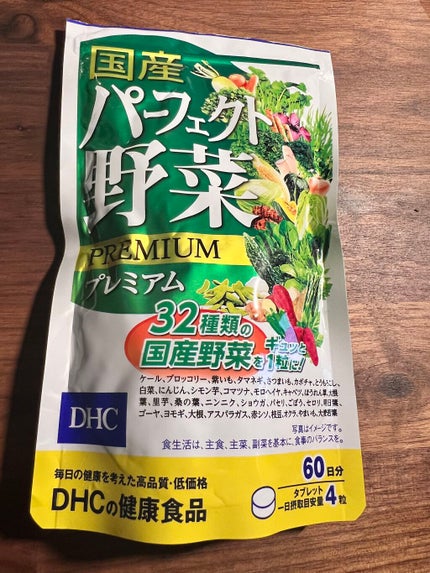 国産
パーフェクト
野菜
PREMIUM
プレミアム
32種類の
国産野菜を
ギュッと
1粒に!
ケール、ブロッコリー、紫いも、タマネギ、さつまいも、カボチャ、とうもろこし、
白菜、にんじん、シモン芋、コマツナ、モロヘイヤ、キャベツ、ほうれん草、大根
葉、里芋、桑の葉、ニンニク、ショウガ、パセリ、ごぼう、セロリ、明日葉、
ゴーヤ、ヨモギ、大根、アスパラガス、赤シソ、枝豆、オクラ、やまいも、大麦若葉
写真はイメージです。
食生活は、主食、主菜、副菜を基本に、食事のバランスを。
DHC
毎日の健康を考えた高品質・低価格
DHCの健康食品
60日分
タブレット
一日摂取目安量4粒